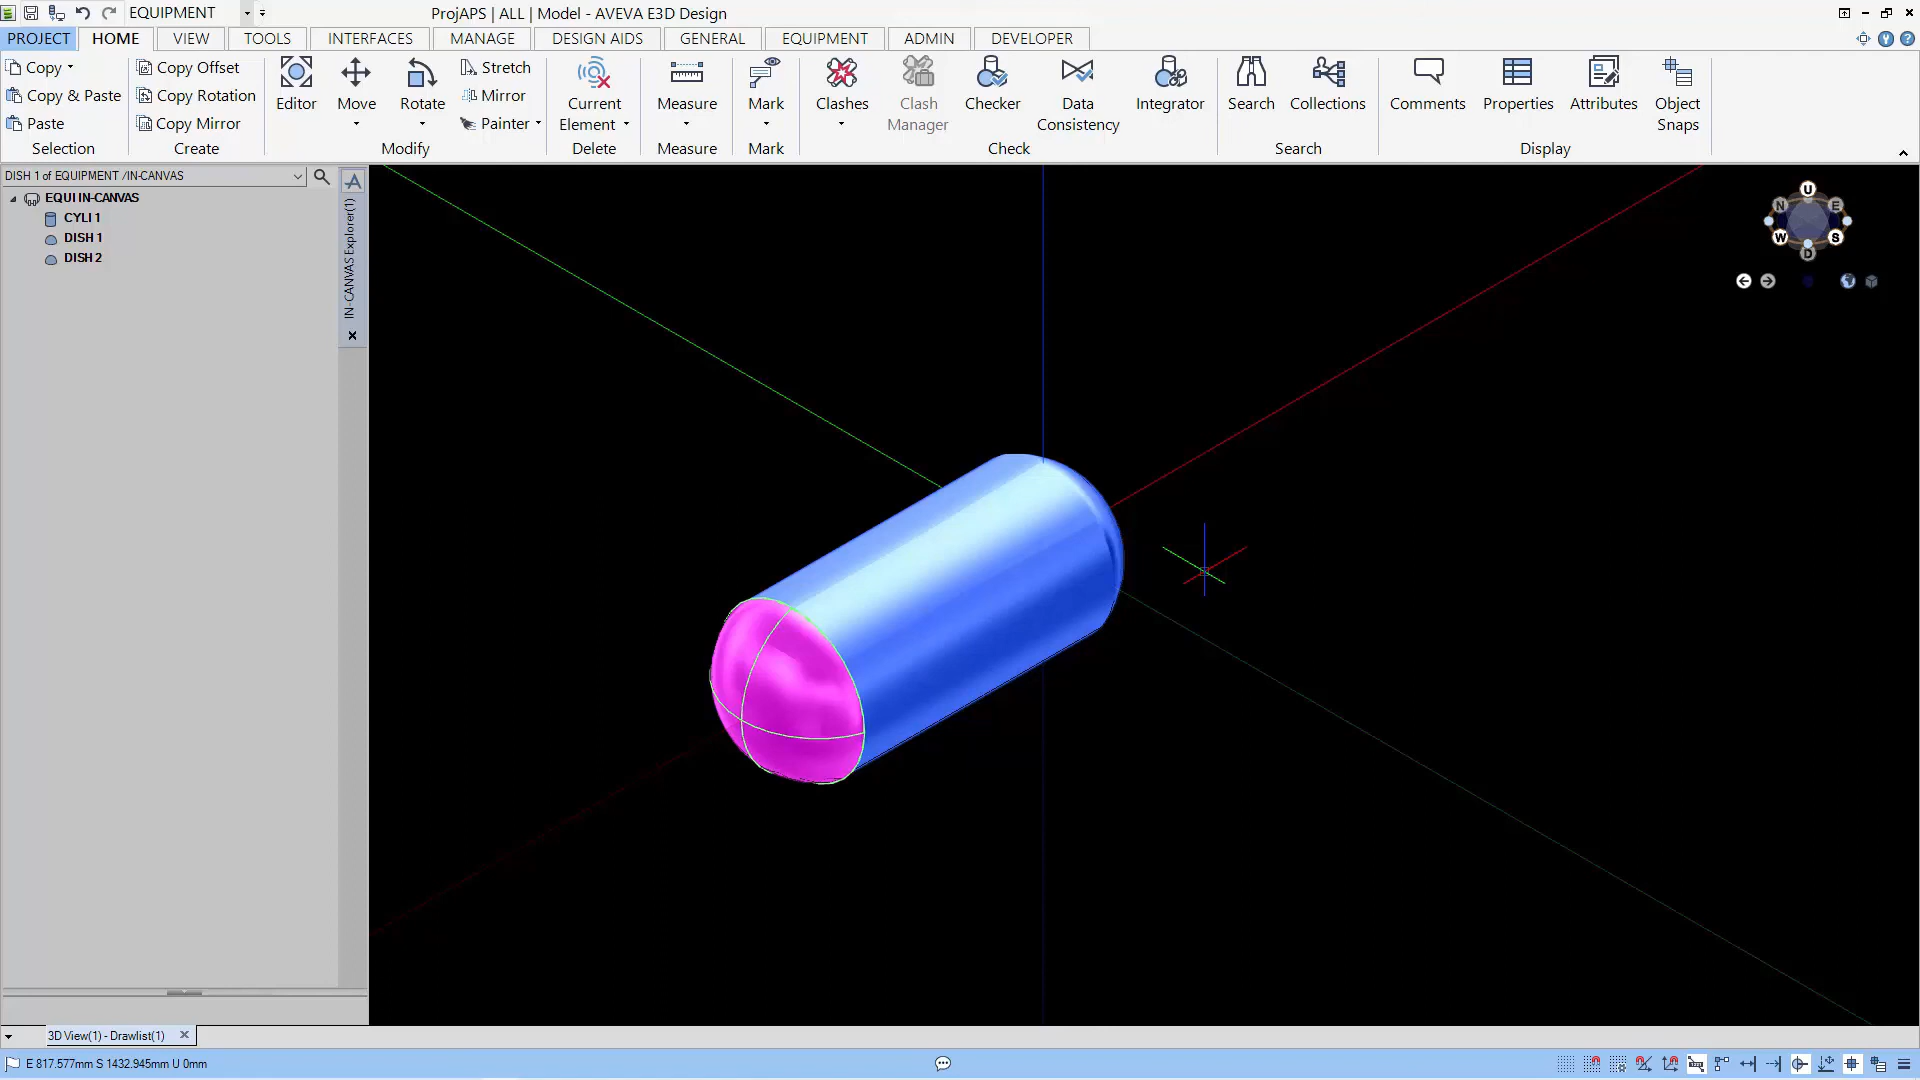 EQUIPMENT
ProjAPS | ALL | Model - AVEVA E3D Design
PROJECT HOME VIEW TOOLS INTERFACES MANAGE DESIGN AIDS GENERAL EQUIPMENT ADMIN DEVELOPER
Copy
Copy & Paste
Paste
Selection
Copy Offset
Copy Rotation
Copy Mirror
Create
Editor
Move
Rotate
Stretch
Mirror
Painter
Modify
Current
Element
Delete
Measure
Measure
Mark
Mark
Clashes
Clash
Manager
Checker
Data
Consistency
Integrator
Check
Search
Collections
Search
Comments
Properties
Attributes
Object
Snaps
Display
DISH 1 of EQUIPMENT /IN-CANVAS
EQUI IN-CANVAS
CYLI 1
DISH 1
DISH 2
IN-CANVAS Explorer(1)
U
N E
W S
D
3D View(1) - Drawlist(1)
E 817.577mm S 1432.945mm U 0mm